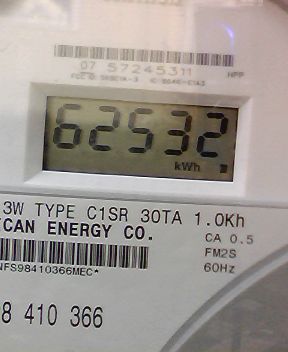 07 57245311
HPP
62532
kWh
3W TYPE C1SR 30TA 1.0Kh
CAN ENERGY CO.
CA 0.5
FM2S
60Hz
NFS98410366MEC*
8 410 366